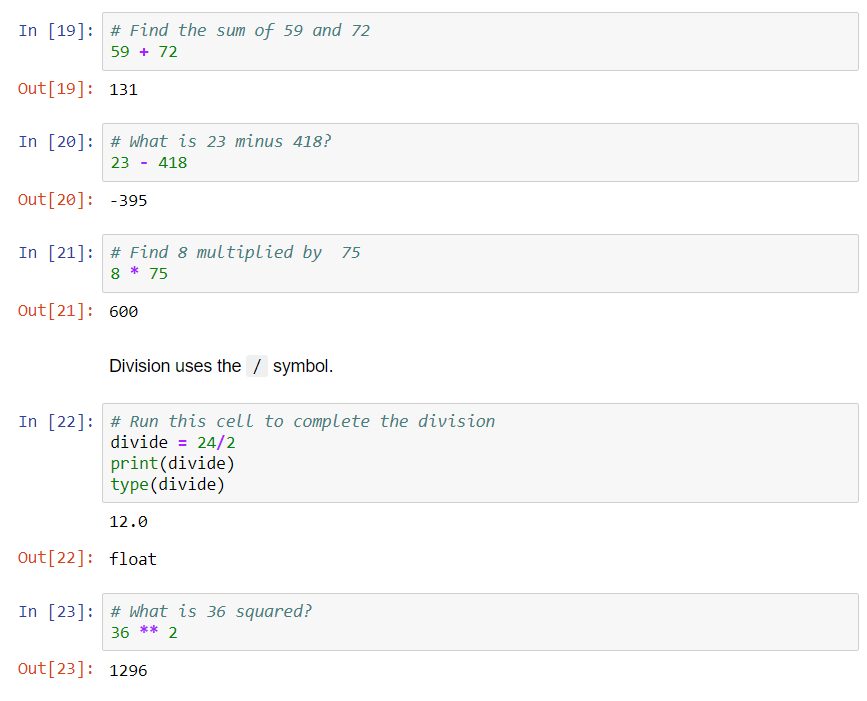 In [19]: # Find the sum of 59 and 72
59 + 72
Out[19]: 131
In [20]: # What is 23 minus 418?
23 - 418
Out[20]: -395
In [21]: # Find 8 multiplied by  75
8 * 75
Out[21]: 600
Division uses the / symbol.
In [22]: # Run this cell to complete the division
divide = 24/2
print(divide)
type(divide)
12.0
Out[22]: float
In [23]: # What is 36 squared?
36 ** 2
Out[23]: 1296